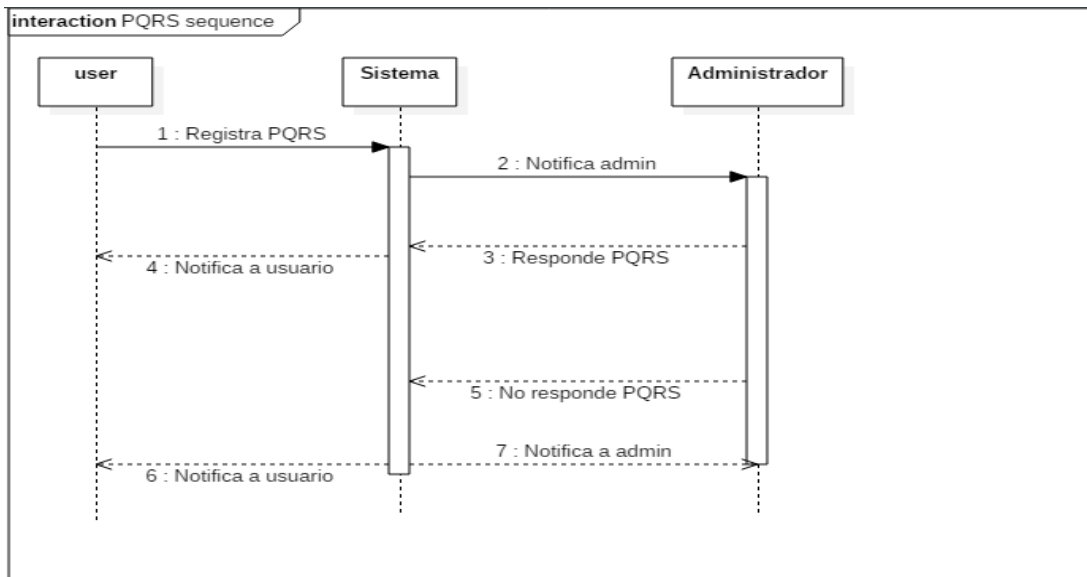 interaction PQRS sequence
user
Sistema
Administrador
1 : Registra PQRS
2 : Notifica admin
3 : Responde PQRS
4 : Notifica a usuario
5 : No responde PQRS
7 : Notifica a admin
6 : Notifica a usuario